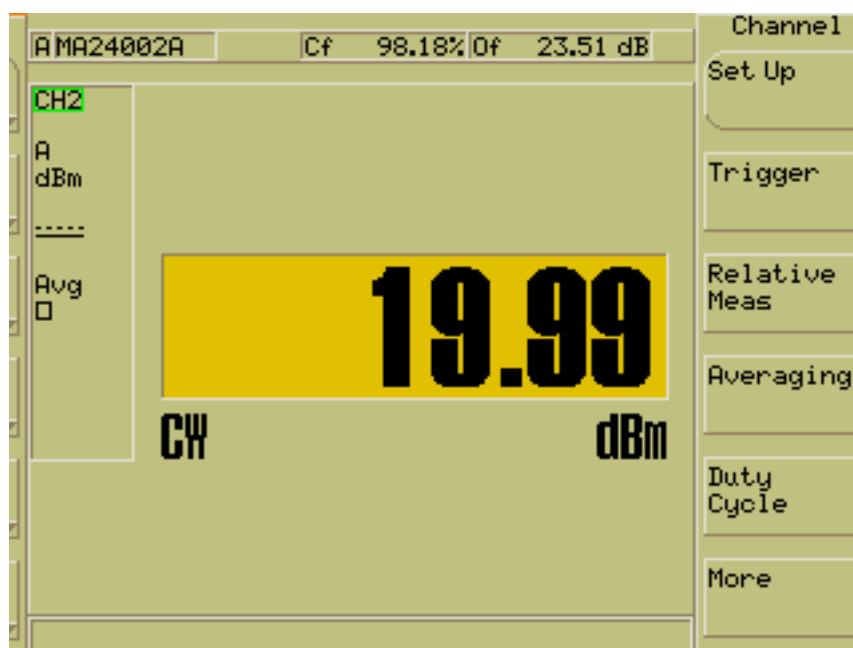 A MA24002A Cf 98.18% Of 23.51 dB
CH2
A
dBm
-----
Avg
19.99
CW dBm
Channel
Set Up
Trigger
Relative
Meas
Averaging
Duty
Cycle
More